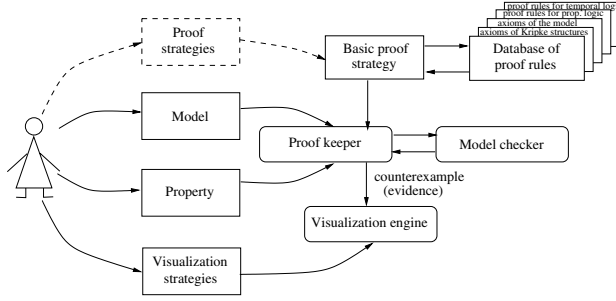 proof rules for temporal log
proof rules for prop. logic
axioms of the model
axioms of Kripke structures
Proof
strategies
Basic proof
strategy
Database of
proof rules
Model
Proof keeper
Model checker
Property
counterexample
(evidence)
Visualization engine
Visualization
strategies